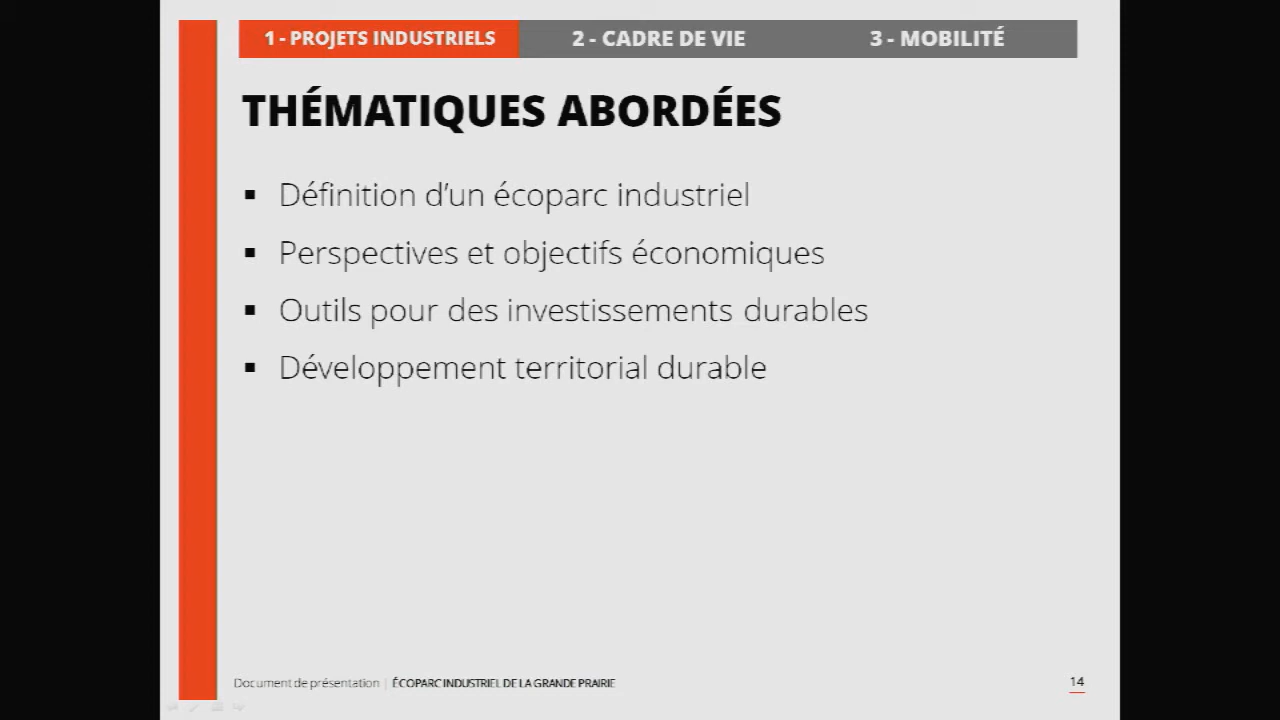 1 - PROJETS INDUSTRIELS 2 - CADRE DE VIE 3 - MOBILITÉ
THÉMATIQUES ABORDÉES
▪ Définition d’un écoparc industriel
▪ Perspectives et objectifs économiques
▪ Outils pour des investissements durables
▪ Développement territorial durable
Document de présentation | ÉCOPARC INDUSTRIEL DE LA GRANDE PRAIRIE 14